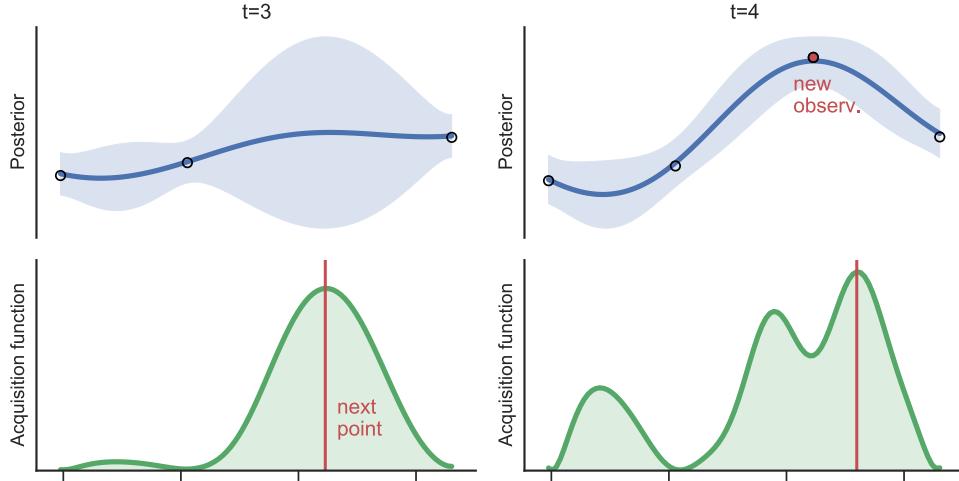 t=3
t=4
Posterior
Posterior
new
observ.
Acquisition function
Acquisition function
next
point